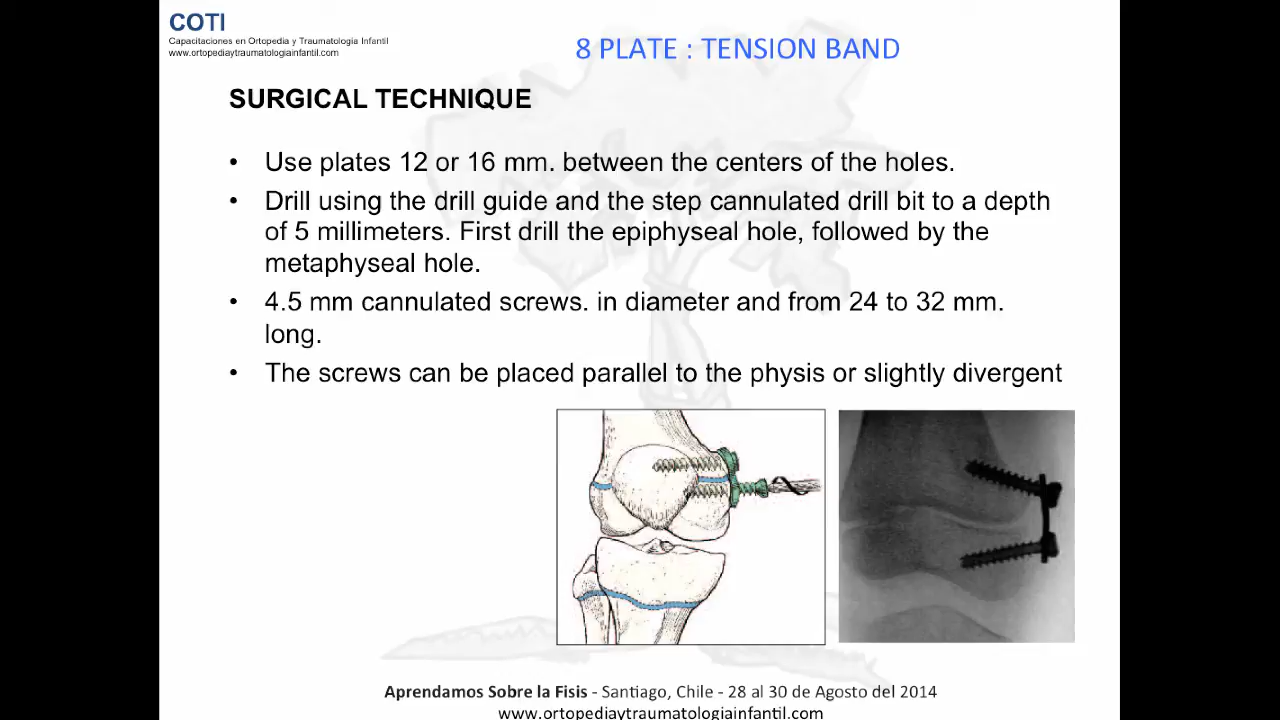 COTI
Capacitaciones en Ortopedia y Traumatologia Infantil
www.ortopediaytraumatologiainfantil.com
8 PLATE : TENSION BAND
SURGICAL TECHNIQUE
• Use plates 12 or 16 mm. between the centers of the holes.
• Drill using the drill guide and the step cannulated drill bit to a depth
of 5 millimeters. First drill the epiphyseal hole, followed by the
metaphyseal hole.
• 4.5 mm cannulated screws. in diameter and from 24 to 32 mm.
long.
• The screws can be placed parallel to the physis or slightly divergent
Aprendamos Sobre la Fisis - Santiago, Chile - 28 al 30 de Agosto del 2014
www.ortopediaytraumatologiainfantil.com